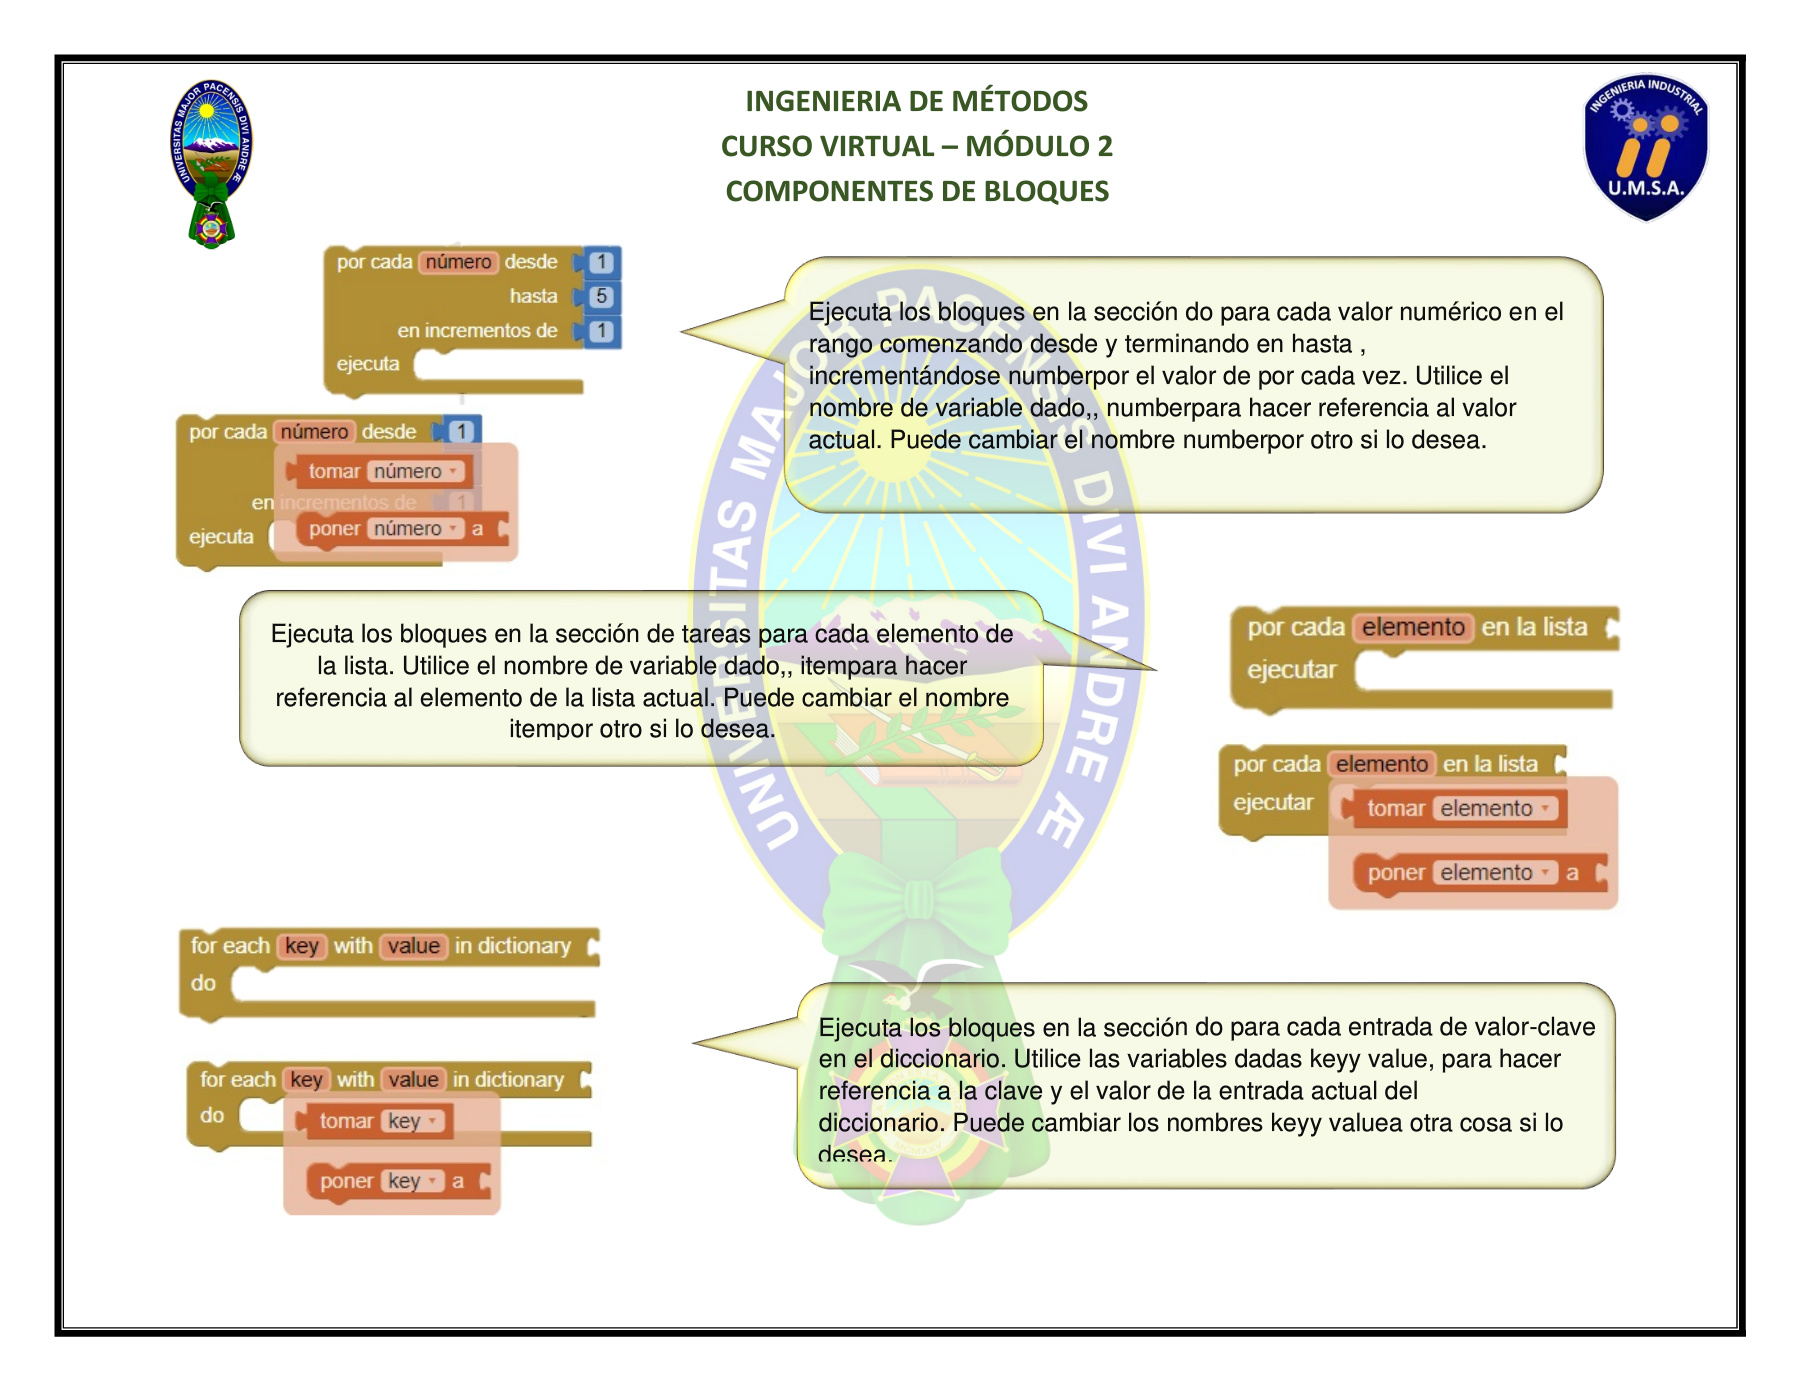 UNIVERSITAS MAJOR PACENSIS DIVI ANDRE Æ
INGENIERIA DE MÉTODOS
CURSO VIRTUAL – MÓDULO 2
COMPONENTES DE BLOQUES
INGENIERIA INDUSTRIAL
U.M.S.A.
por cada número desde 1
hasta 5
en incrementos de 1
ejecuta
Ejecuta los bloques en la sección do para cada valor numérico en el
rango comenzando desde y terminando en hasta ,
incrementándose numberpor el valor de por cada vez. Utilice el
nombre de variable dado,, numberpara hacer referencia al valor
actual. Puede cambiar el nombre numberpor otro si lo desea.
por cada número desde 1
tomar número
en incrementos de 1
poner número a
ejecuta
UNIVERSITAS MAJOR PACENSIS DIVI ANDRE Æ
Ejecuta los bloques en la sección de tareas para cada elemento de
la lista. Utilice el nombre de variable dado,, itempara hacer
referencia al elemento de la lista actual. Puede cambiar el nombre
itempor otro si lo desea.
por cada elemento en la lista
ejecutar
por cada elemento en la lista
ejecutar
tomar elemento
poner elemento a
for each key with value in dictionary
do
for each key with value in dictionary
do
tomar key
poner key a
Ejecuta los bloques en la sección do para cada entrada de valor-clave
en el diccionario. Utilice las variables dadas keyy value, para hacer
referencia a la clave y el valor de la entrada actual del
diccionario. Puede cambiar los nombres keyy valuea otra cosa si lo
desea.